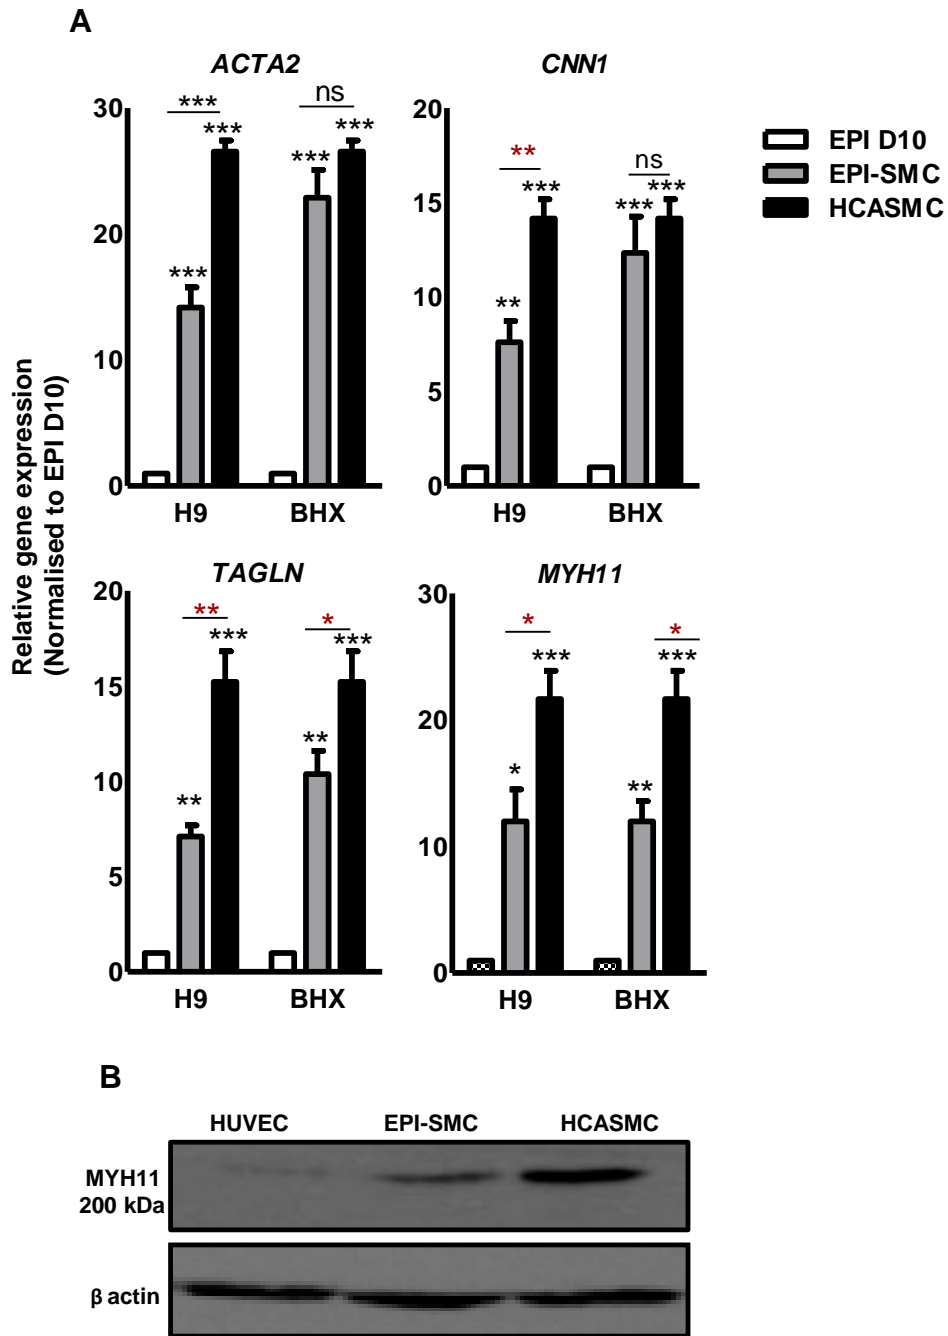 A
ACTA2
CNN1
EPI D10
EPI-SMC
HCASMC
Relative gene expression
(Normalised to EPI D10)
30
20
10
0
***
***
***
ns
***
***
H9
BHX
20
15
10
5
0
**
***
**
ns
***
***
H9
BHX
TAGLN
MYH11
20
15
10
5
0
**
***
**
*
***
**
H9
BHX
30
20
10
0
*
***
*
*
***
**
H9
BHX
B
HUVEC EPI-SMC HCASMC
MYH11
200 kDa
β actin